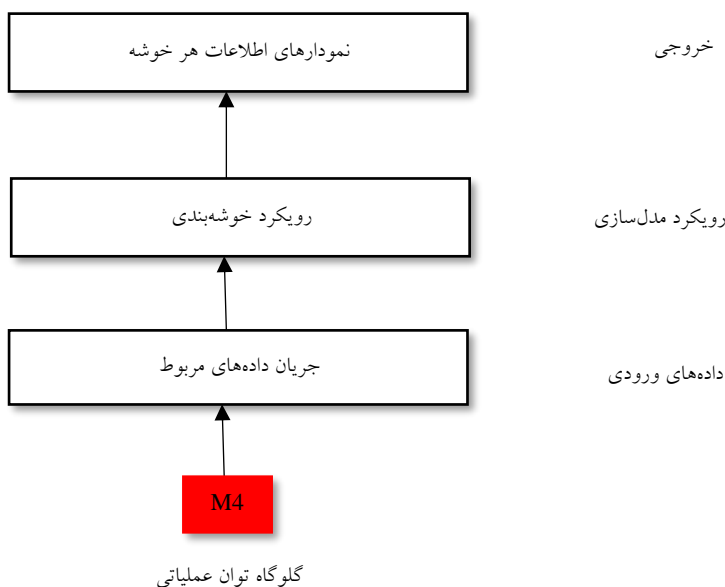 خروجی
نمودارهای اطلاعات هر خوشه
رویکرد مدل‌سازی
رویکرد خوشه‌بندی
داده‌های ورودی
جریان داده‌های مربوط
M4
گلوگاه توان عملیاتی